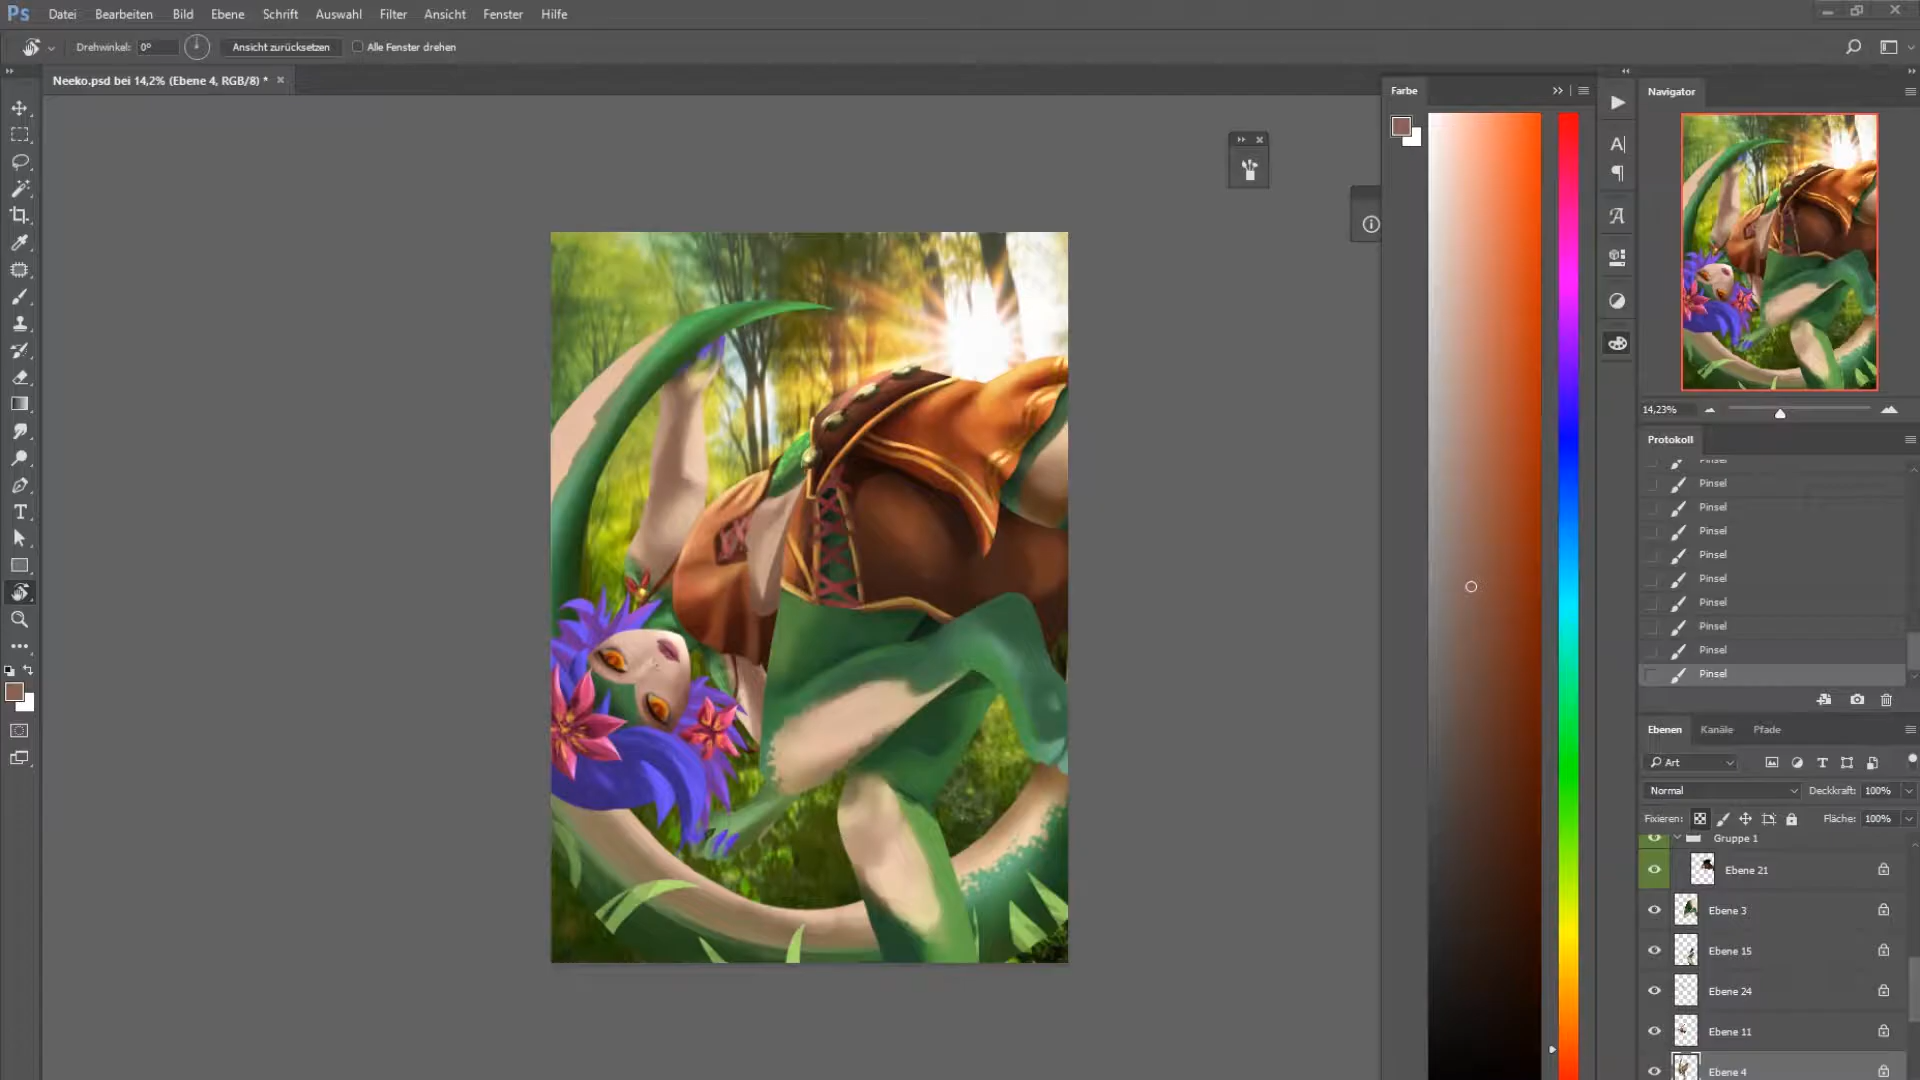 Ps Datei Bearbeiten Bild Ebene Schrift Auswahl Filter Ansicht Fenster Hilfe
Drehwinkel: 0° Ansicht zurücksetzen Alle Fenster drehen
Neeko.psd bei 14,2% (Ebene 4, RGB/8) *
Farbe
Navigator
14,23%
Protokoll
Pinsel
Pinsel
Pinsel
Pinsel
Pinsel
Pinsel
Pinsel
Pinsel
Pinsel
Pinsel
Ebenen Kanäle Pfade
Art
Normal Deckkraft: 100%
Fixieren: Fläche: 100%
Gruppe 1
Ebene 21
Ebene 3
Ebene 15
Ebene 24
Ebene 11
Ebene 4